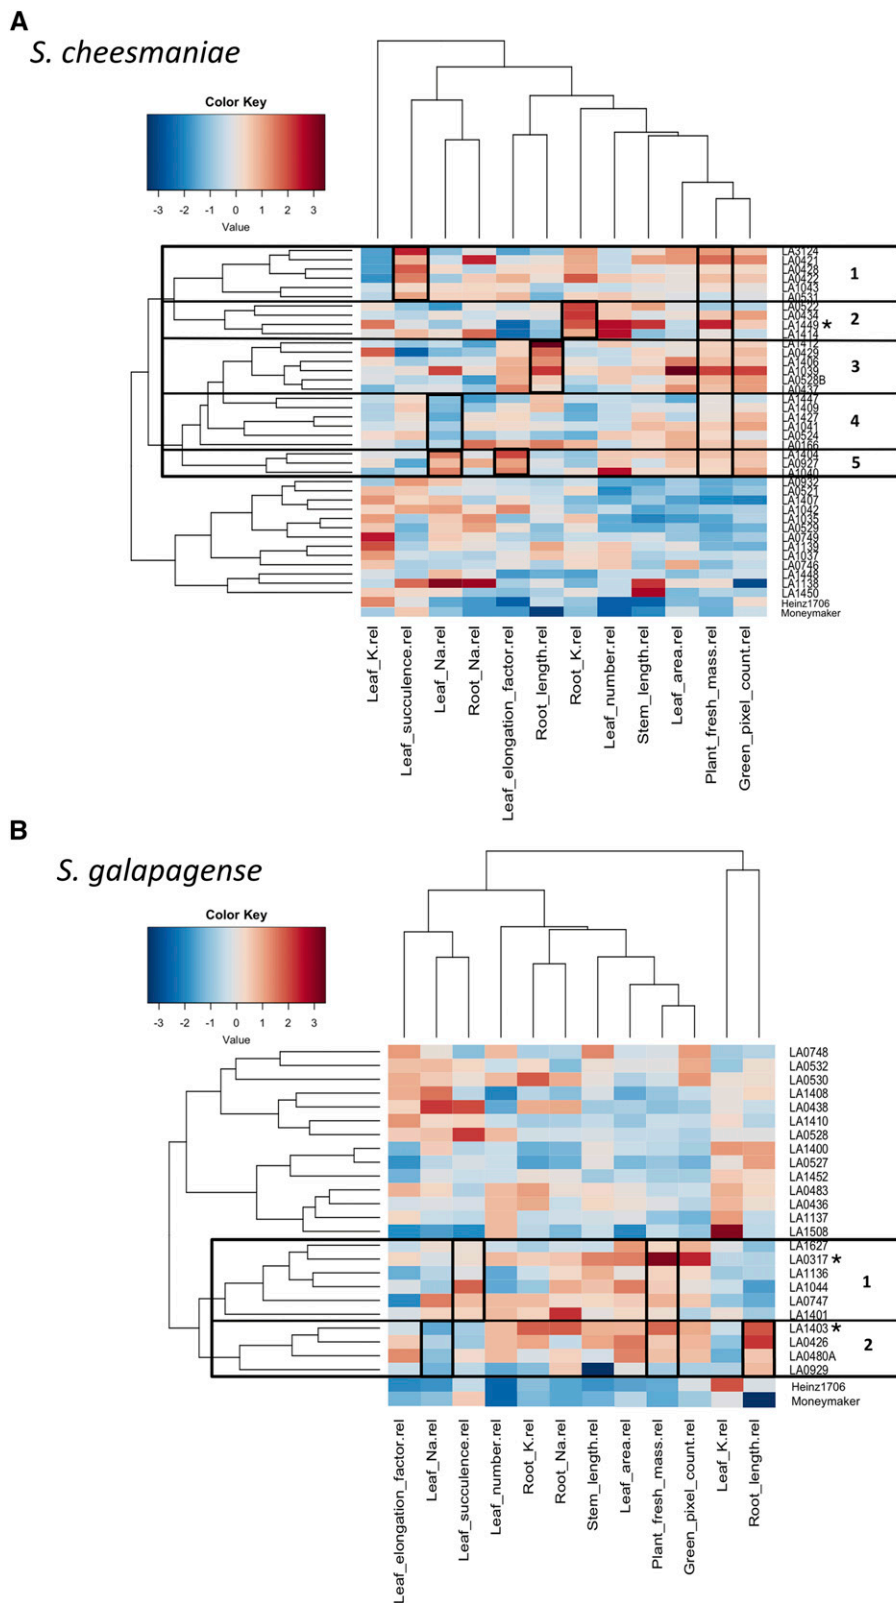 A
S. cheesmaniae
Color Key
-3 -2 -1 0 1 2 3
Value
LA3124
LA0421
LA0428
LA0422
LA1043
LA0531
1
LA0522
LA0434
LA1449 *
LA1414
2
LA1412
LA0429
LA1406
LA1039
LA0528B
LA0437
3
LA1447
LA1409
LA1427
LA1041
LA0524
LA0166
4
LA1404
LA0927
LA1040
5
LA0932
LA0521
LA1407
LA1042
LA1035
LA0529
LA0749
LA1139
LA1037
LA0746
LA1448
LA1138
LA1450
Heinz1706
Moneymaker
Leaf_K.rel
Leaf_succulence.rel
Leaf_Na.rel
Root_Na.rel
Leaf_elongation_factor.rel
Root_length.rel
Root_K.rel
Leaf_number.rel
Stem_length.rel
Leaf_area.rel
Plant_fresh_mass.rel
Green_pixel_count.rel
B
S. galapagense
Color Key
-3 -2 -1 0 1 2 3
Value
LA0748
LA0532
LA0530
LA1408
LA0438
LA1410
LA0528
LA1400
LA0527
LA1452
LA0483
LA0436
LA1137
LA1508
LA1627
LA0317 *
LA1136
LA1044
LA0747
LA1401
1
LA1403 *
LA0426
LA0480A
LA0929
2
Heinz1706
Moneymaker
Leaf_elongation_factor.rel
Leaf_Na.rel
Leaf_succulence.rel
Leaf_number.rel
Root_K.rel
Root_Na.rel
Stem_length.rel
Leaf_area.rel
Plant_fresh_mass.rel
Green_pixel_count.rel
Leaf_K.rel
Root_length.rel